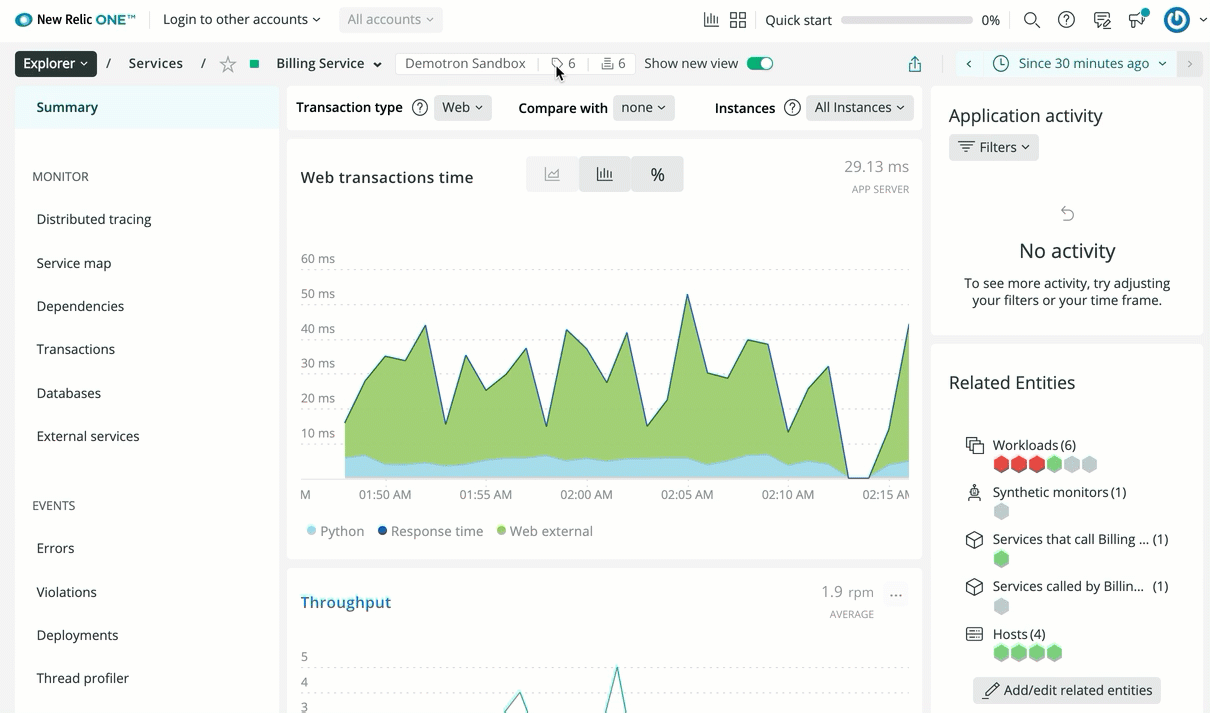 New Relic ONE™
Login to other accounts
All accounts
Quick start
0%
Explorer / Services / Billing Service
Demotron Sandbox
6
6
Show new view
Since 30 minutes ago
Summary
MONITOR
Distributed tracing
Service map
Dependencies
Transactions
Databases
External services
EVENTS
Errors
Violations
Deployments
Thread profiler
Transaction type ? Web
Compare with none
Instances ? All Instances
Web transactions time
%
29.13 ms
APP SERVER
60 ms
50 ms
40 ms
30 ms
20 ms
10 ms
M 01:50 AM 01:55 AM 02:00 AM 02:05 AM 02:10 AM 02:15 AM
Python Response time Web external
Throughput
1.9 rpm
...
AVERAGE
5
4
3
Application activity
Filters
No activity
To see more activity, try adjusting
your filters or your time frame.
Related Entities
Workloads (6)
Synthetic monitors (1)
Services that call Billing ... (1)
Services called by Billin... (1)
Hosts (4)
Add/edit related entities